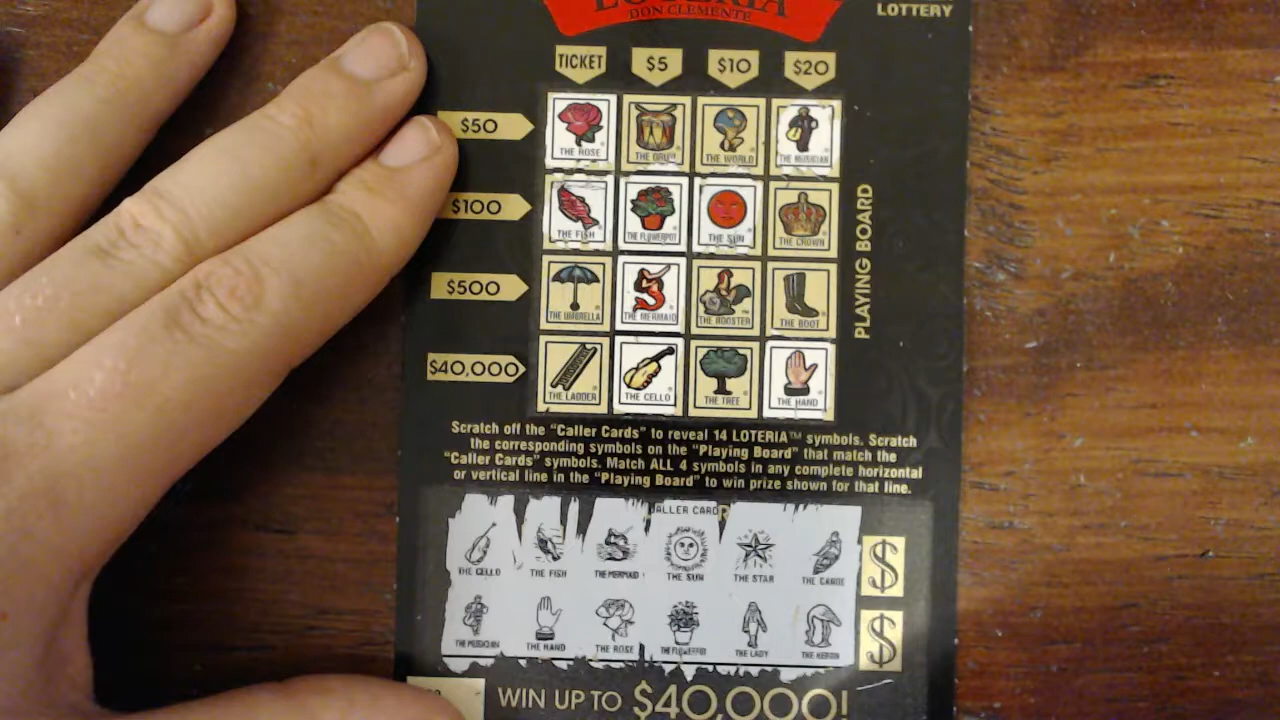 LOTERIA
DON CLEMENTE
LOTTERY
TICKET $5 $10 $20
$50
THE ROSE THE DRUM THE WORLD THE MUSICIAN
$100
THE FISH THE FLOWERPOT THE SUN THE CROWN
$500
THE UMBRELLA THE MERMAID THE ROOSTER THE BOOT
$40,000
THE LADDER THE CELLO THE TREE THE HAND
PLAYING BOARD
Scratch off the "Caller Cards" to reveal 14 LOTERIA™ symbols. Scratch
the corresponding symbols on the "Playing Board" that match the
"Caller Cards" symbols. Match ALL 4 symbols in any complete horizontal
or vertical line in the "Playing Board" to win prize shown for that line.
ALLER CARD
THE CELLO THE FISH THE MERMAID THE SUN THE STAR THE CANOE
$
THE MUSICIAN THE HAND THE ROSE THE FLOWERPOT THE LADY THE HERON
$
WIN UP TO $40,000!